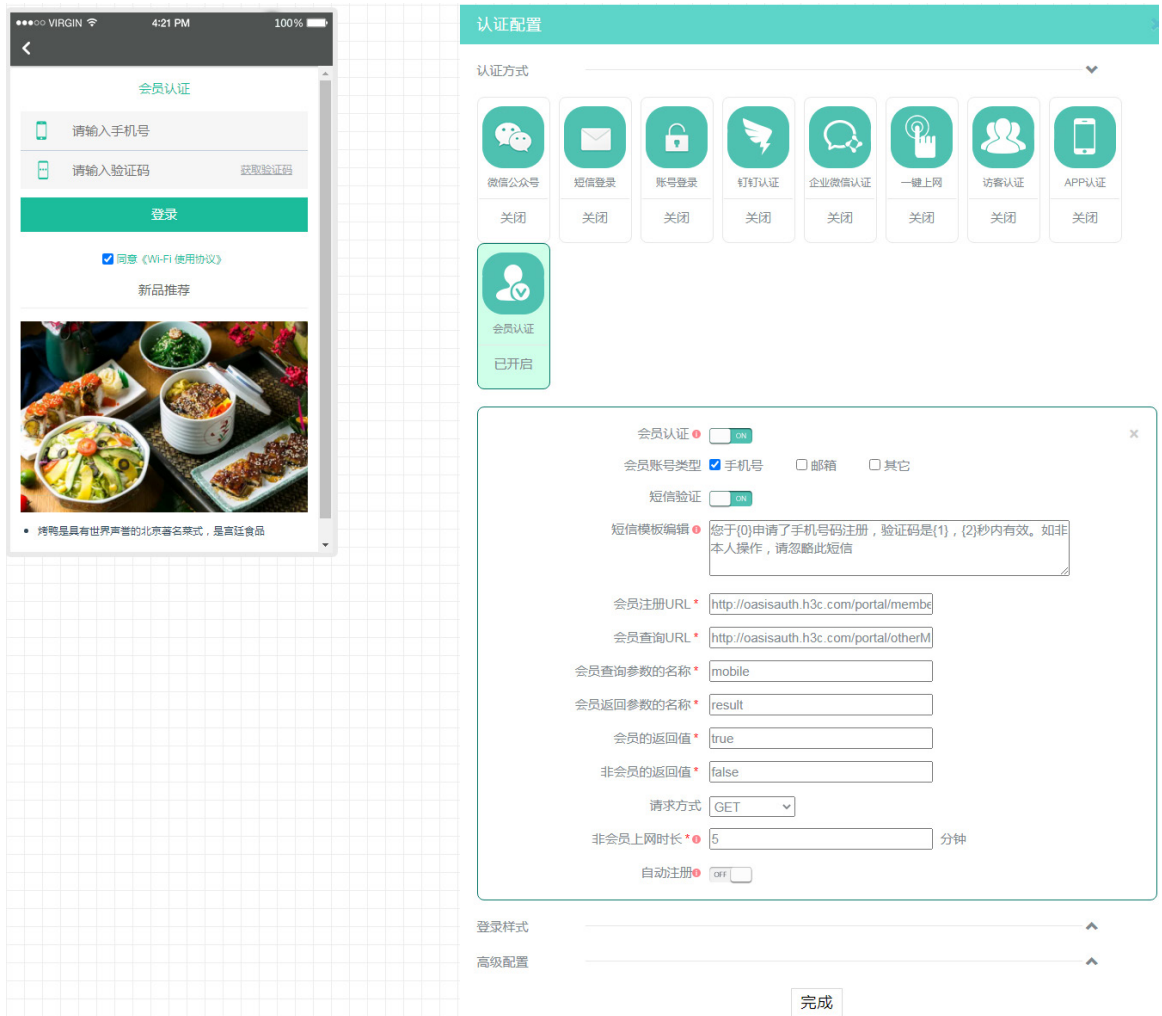 VIRGIN 4:21 PM 100%
会员认证
请输入手机号
请输入验证码 获取验证码
登录
同意《Wi-Fi 使用协议》
新品推荐
烤鸭是具有世界声誉的北京著名菜式，是宫廷食品
认证配置
认证方式
微信公众号 短信登录 账号登录 钉钉认证 企业微信认证 一键上网 访客认证 APP认证
关闭 关闭 关闭 关闭 关闭 关闭 关闭 关闭
会员认证
已开启
会员认证 ON
会员账号类型 手机号 邮箱 其它
短信验证 ON
短信模板编辑 您于{0}申请了手机号码注册，验证码是{1}，{2}秒内有效。如非
本人操作，请忽略此短信
会员注册URL * http://oasisauth.h3c.com/portal/membe
会员查询URL * http://oasisauth.h3c.com/portal/otherM
会员查询参数的名称 * mobile
会员返回参数的名称 * result
会员的返回值 * true
非会员的返回值 * false
请求方式 GET
非会员上网时长 * 5 分钟
自动注册 OFF
登录样式
高级配置
完成